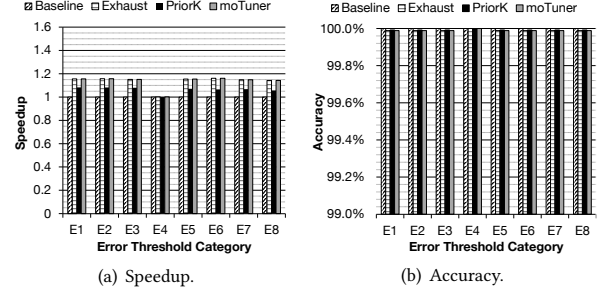 Baseline Exhaust PriorK moTuner
1.6
1.4
1.2
1
0.8
0.6
0.4
0.2
0
Speedup
E1 E2 E3 E4 E5 E6 E7 E8
Error Threshold Category
(a) Speedup.
Baseline Exhaust PriorK moTuner
100.0%
99.8%
99.6%
99.4%
99.2%
99.0%
Accuracy
E1 E2 E3 E4 E5 E6 E7 E8
Error Threshold Category
(b) Accuracy.